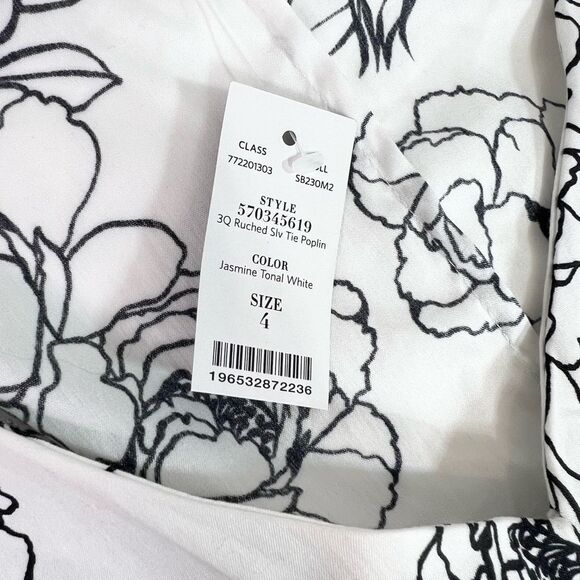 CLASS
772201303
SB230M2
STYLE
570345619
3Q Ruched Slv Tie Poplin
COLOR
Jasmine Tonal White
SIZE
4
196532872236